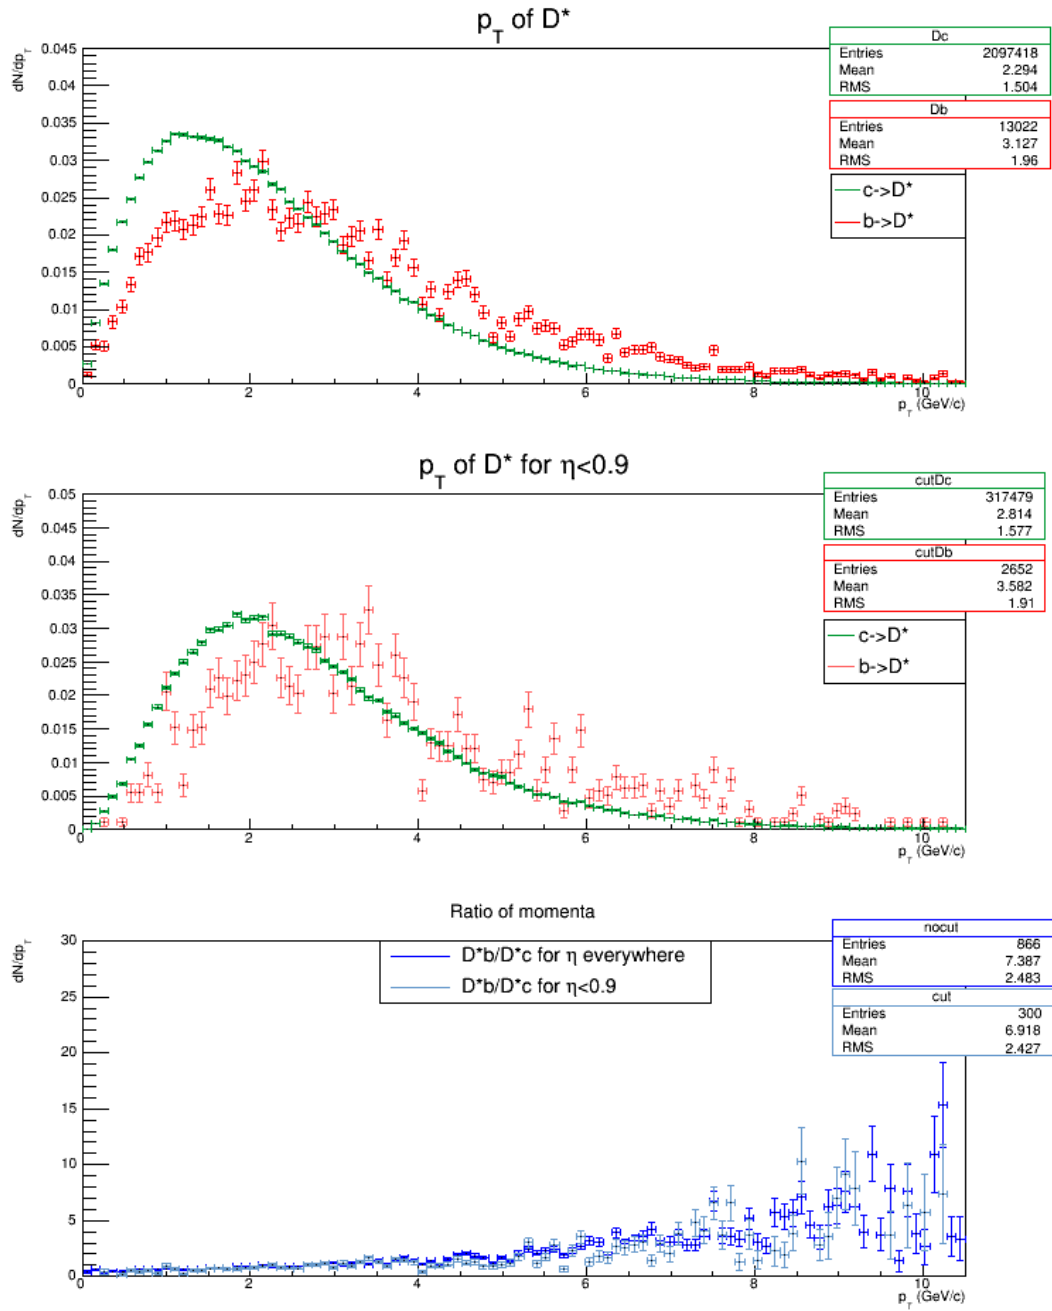 p_T of D*
dN/dp_T
0.045
0.04
0.035
0.03
0.025
0.02
0.015
0.01
0.005
0
0 2 4 6 8 10
p_T (GeV/c)
Dc
Entries 2097418
Mean 2.294
RMS 1.504
Db
Entries 13022
Mean 3.127
RMS 1.96
c->D*
b->D*
p_T of D* for η<0.9
dN/dp_T
0.05
0.045
0.04
0.035
0.03
0.025
0.02
0.015
0.01
0.005
0
0 2 4 6 8 10
p_T (GeV/c)
cutDc
Entries 317479
Mean 2.814
RMS 1.577
cutDb
Entries 2652
Mean 3.582
RMS 1.91
c->D*
b->D*
Ratio of momenta
dN/dp_T
30
25
20
15
10
5
0
0 2 4 6 8 10
p_T (GeV/c)
D*b/D*c for η everywhere
D*b/D*c for η<0.9
nocut
Entries 866
Mean 7.387
RMS 2.483
cut
Entries 300
Mean 6.918
RMS 2.427